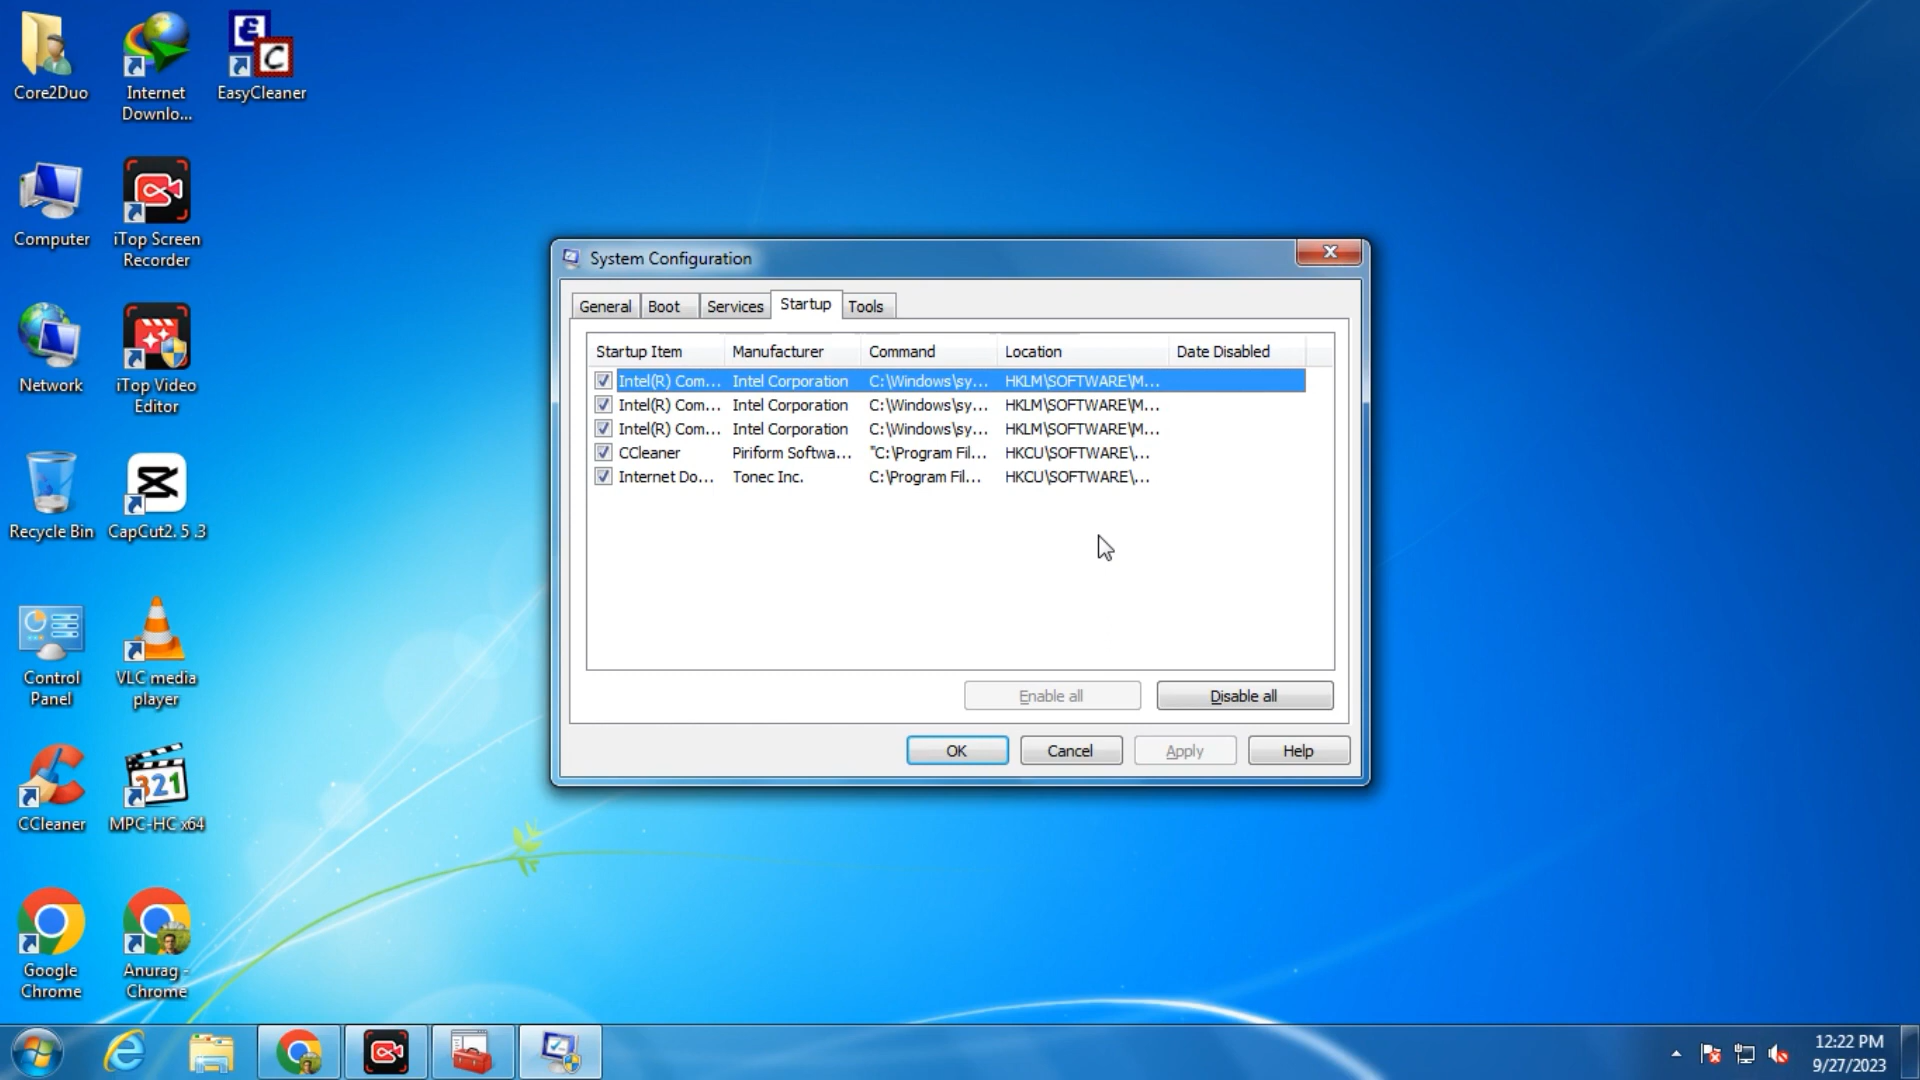 Core2Duo
Internet
Downlo...
EasyCleaner
Computer
iTop Screen
Recorder
Network
iTop Video
Editor
Recycle Bin
CapCut2. 5 .3
Control
Panel
VLC media
player
CCleaner
321
MPC-HC x64
Google
Chrome
Anurag -
Chrome
System Configuration
General Boot Services Startup Tools
Startup Item Manufacturer Command Location Date Disabled
Intel(R) Com... Intel Corporation C:\Windows\sy... HKLM\SOFTWARE\M...
Intel(R) Com... Intel Corporation C:\Windows\sy... HKLM\SOFTWARE\M...
Intel(R) Com... Intel Corporation C:\Windows\sy... HKLM\SOFTWARE\M...
CCleaner Piriform Softwa... "C:\Program Fil... HKCU\SOFTWARE\...
Internet Do... Tonec Inc. C:\Program Fil... HKCU\SOFTWARE\...
Enable all Disable all
OK Cancel Apply Help
12:22 PM
9/27/2023